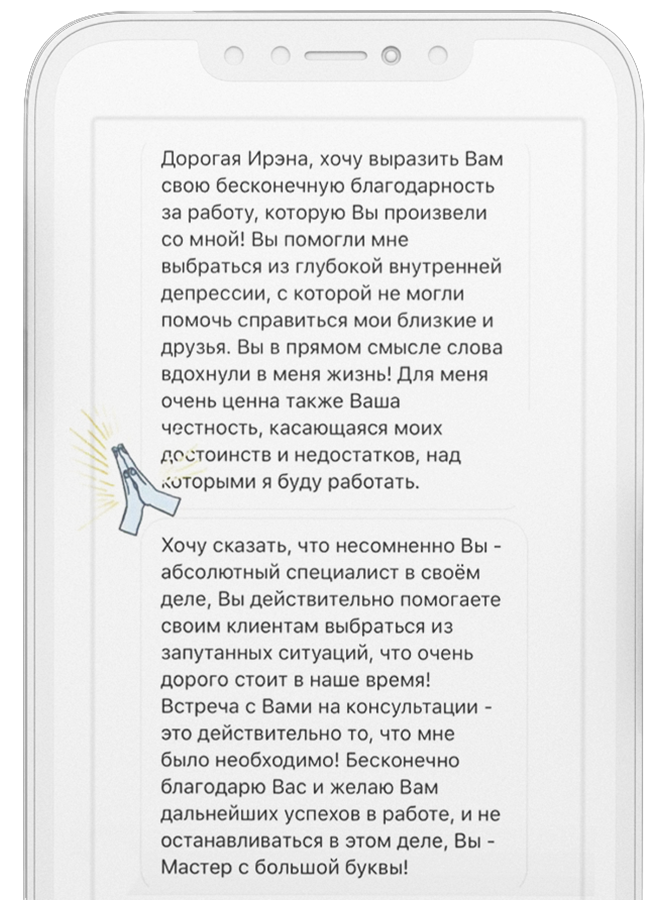 Дорогая Ирэна, хочу выразить Вам
свою бесконечную благодарность
за работу, которую Вы произвели
со мной! Вы помогли мне
выбраться из глубокой внутренней
депрессии, с которой не могли
помочь справиться мои близкие и
друзья. Вы в прямом смысле слова
вдохнули в меня жизнь! Для меня
очень ценна также Ваша
честность, касающаяся моих
достоинств и недостатков, над
которыми я буду работать.
Хочу сказать, что несомненно Вы -
абсолютный специалист в своём
деле, Вы действительно помогаете
своим клиентам выбраться из
запутанных ситуаций, что очень
дорого стоит в наше время!
Встреча с Вами на консультации -
это действительно то, что мне
было необходимо! Бесконечно
благодарю Вас и желаю Вам
дальнейших успехов в работе, и не
останавливаться в этом деле, Вы -
Мастер с большой буквы!